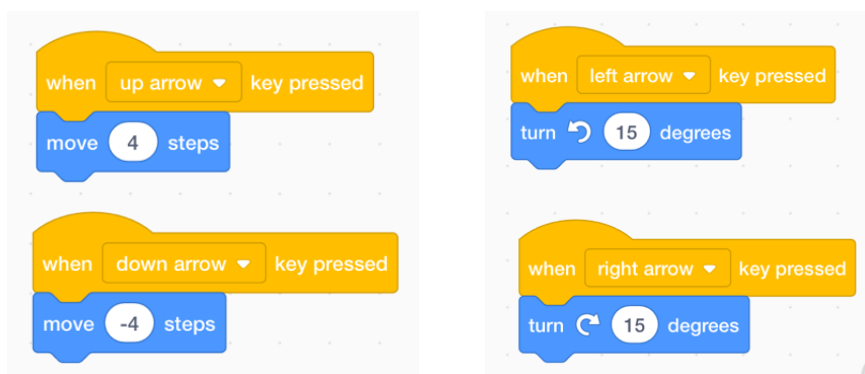 when up arrow key pressed
move 4 steps
when down arrow key pressed
move -4 steps
when left arrow key pressed
turn 15 degrees
when right arrow key pressed
turn 15 degrees